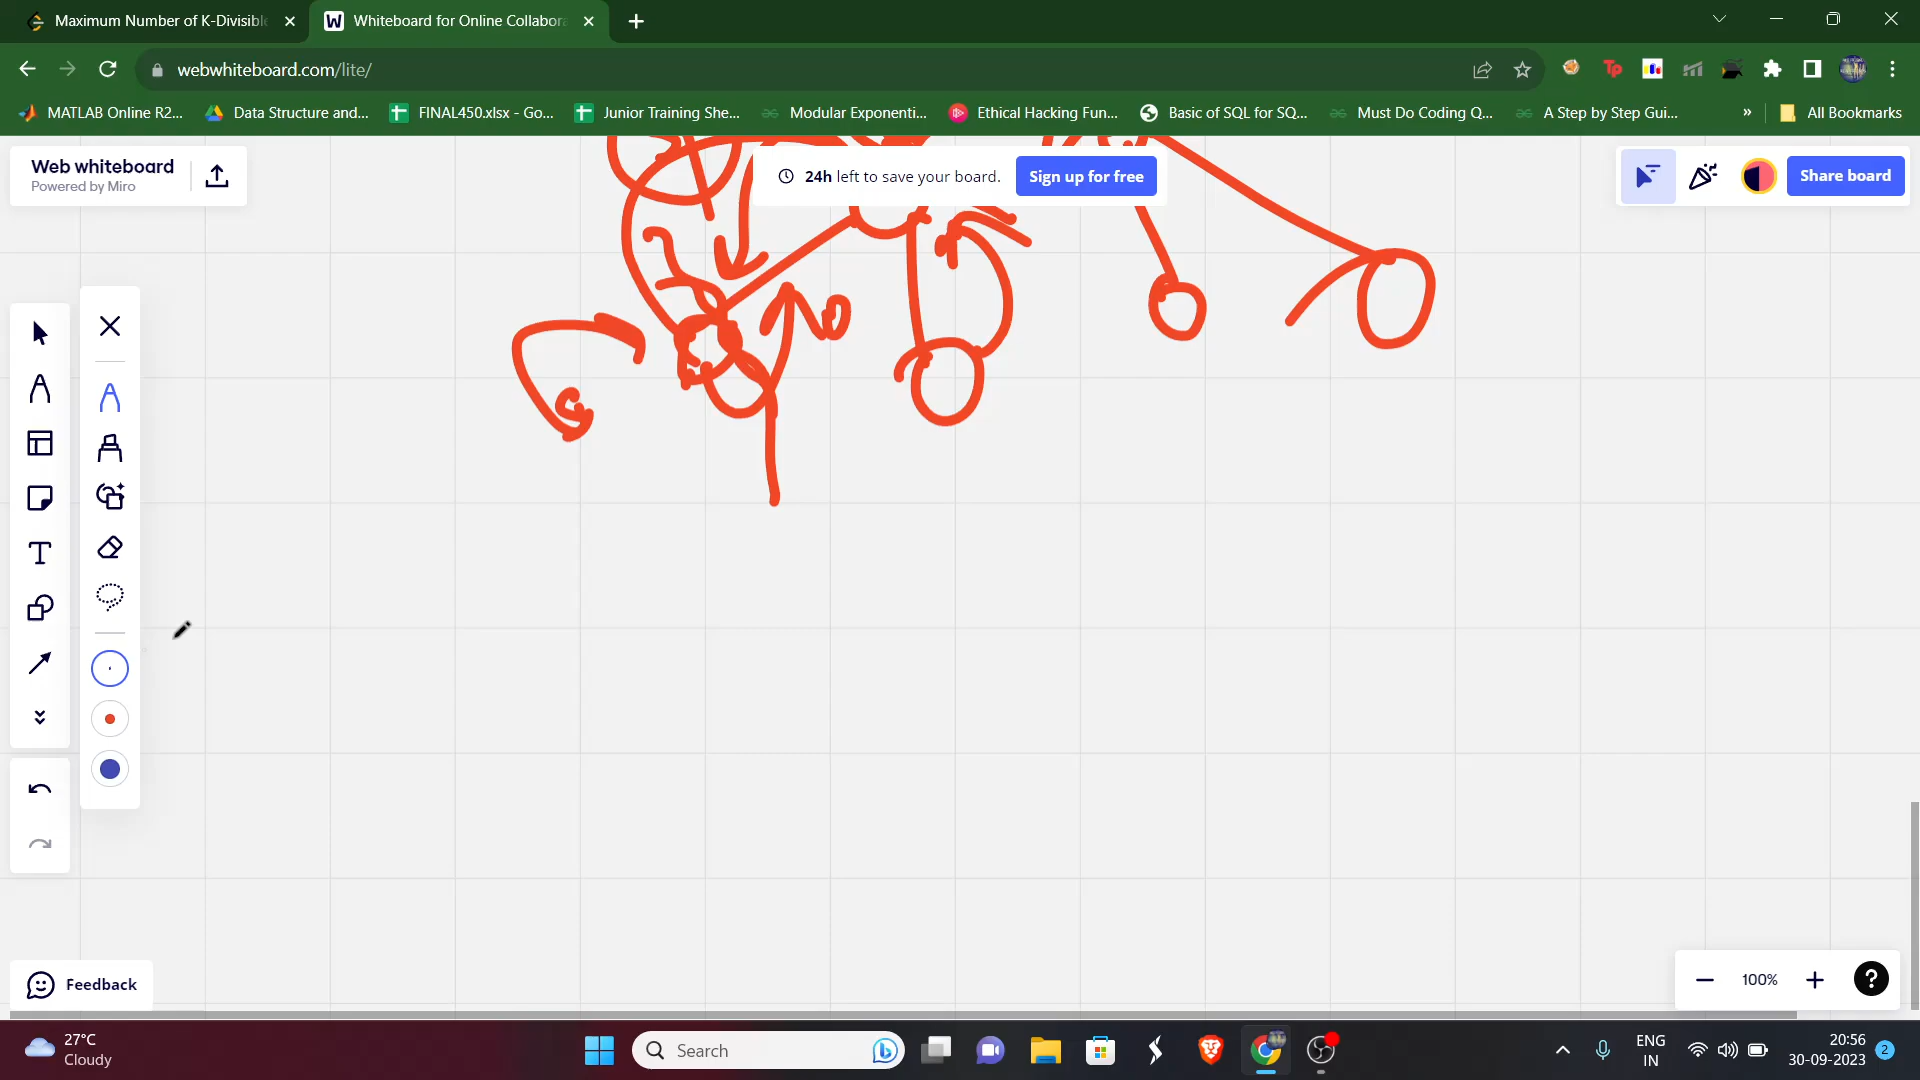 Maximum Number of K-Divisible
Whiteboard for Online Collabora
webwhiteboard.com/lite/
MATLAB Online R2...
Data Structure and...
FINAL450.xlsx - Go...
Junior Training She...
Modular Exponenti...
Ethical Hacking Fun...
Basic of SQL for SQ...
Must Do Coding Q...
A Step by Step Gui...
»
All Bookmarks
Web whiteboard
Powered by Miro
24h left to save your board.
Sign up for free
Share board
Feedback
100%
27°C
Cloudy
Search
ENG
IN
20:56
30-09-2023
2